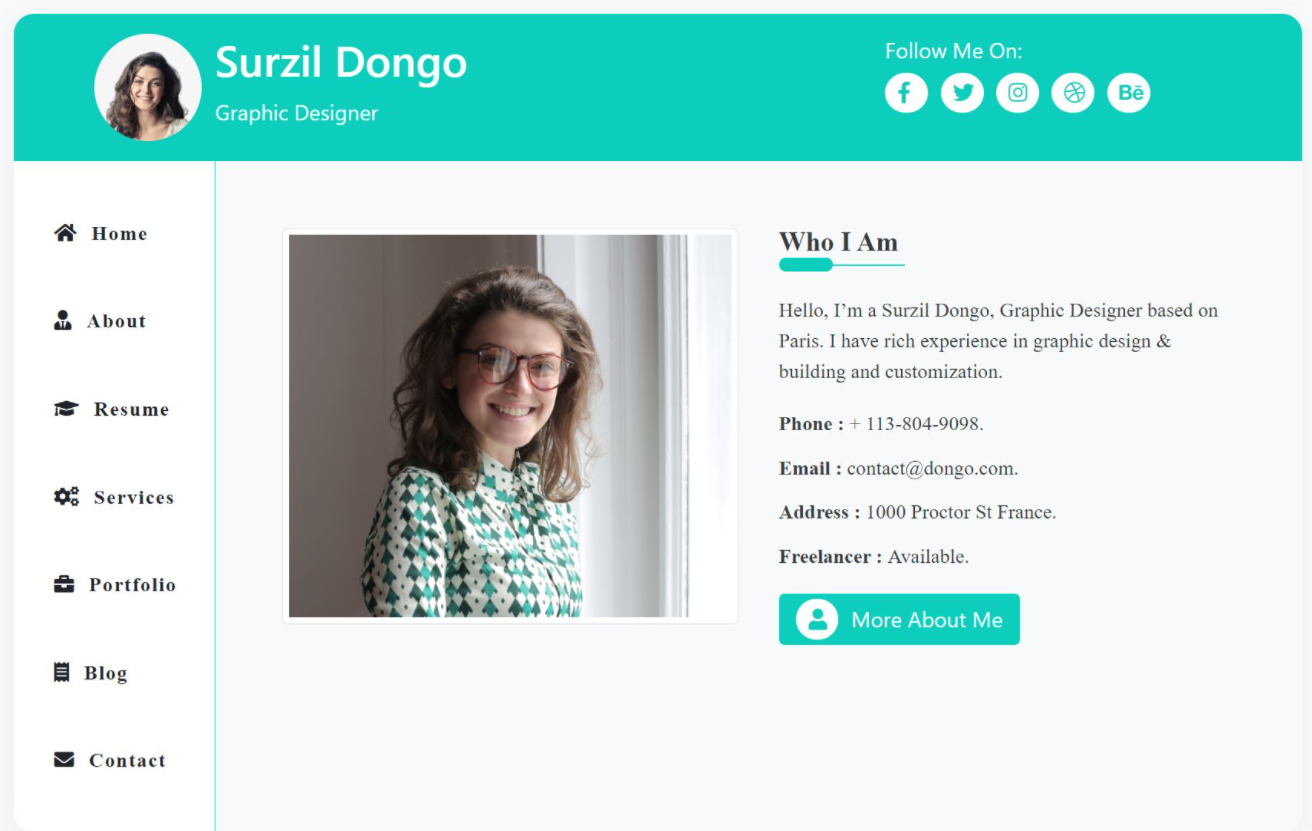 Surzil Dongo
Graphic Designer
Follow Me On:
Bē
Home
About
Resume
Services
Portfolio
Blog
Contact
Who I Am
Hello, I’m a Surzil Dongo, Graphic Designer based on
Paris. I have rich experience in graphic design &
building and customization.
Phone : + 113-804-9098.
Email : contact@dongo.com.
Address : 1000 Proctor St France.
Freelancer : Available.
More About Me